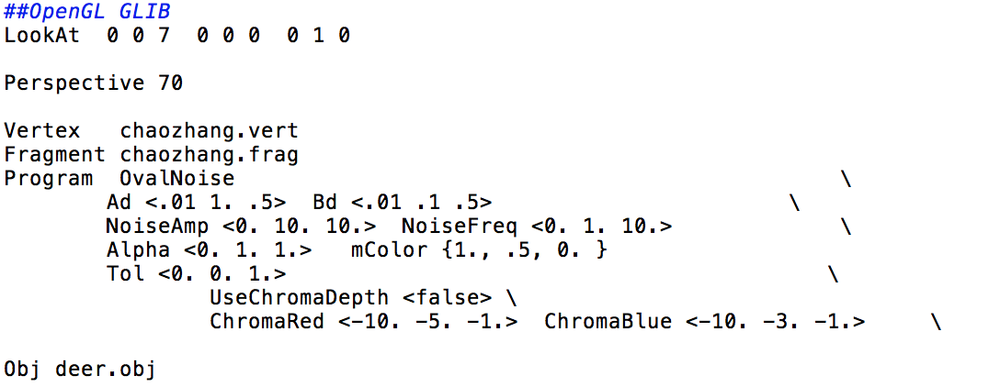 ##OpenGL GLIB
LookAt  0 0 7  0 0 0  0 1 0
Perspective 70
Vertex   chaozhang.vert
Fragment chaozhang.frag
Program  OvalNoise \
Ad <.01 1. .5>  Bd <.01 .1 .5> \
NoiseAmp <0. 10. 10.>  NoiseFreq <0. 1. 10.> \
Alpha <0. 1. 1.>   mColor {1., .5, 0. }
Tol <0. 0. 1.> \
UseChromaDepth <false> \
ChromaRed <-10. -5. -1.>  ChromaBlue <-10. -3. -1.> \
Obj deer.obj